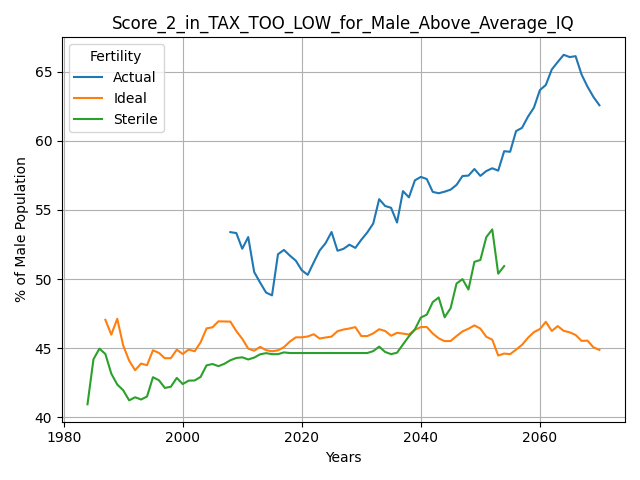 Score_2_in_TAX_TOO_LOW_for_Male_Above_Average_IQ
Fertility
Actual
Ideal
Sterile
% of Male Population
65
60
55
50
45
40
1980
2000
2020
2040
2060
Years